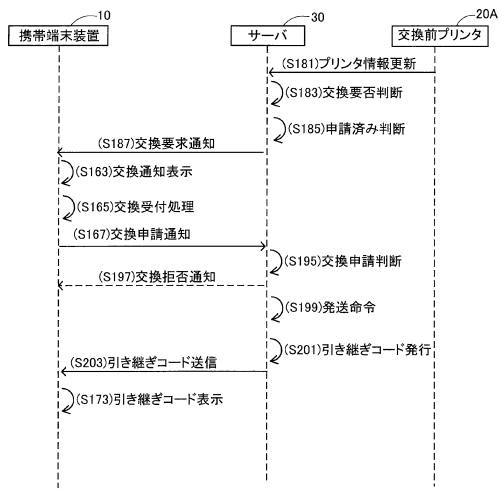 10
30
20A
携帯端末装置
サーバ
交換前プリンタ
(S181)プリンタ情報更新
(S183)交換要否判断
(S185)申請済み判断
(S187)交換要求通知
(S163)交換通知表示
(S165)交換受付処理
(S167)交換申請通知
(S195)交換申請判断
(S197)交換拒否通知
(S199)発送命令
(S201)引き継ぎコード発行
(S203)引き継ぎコード送信
(S173)引き継ぎコード表示